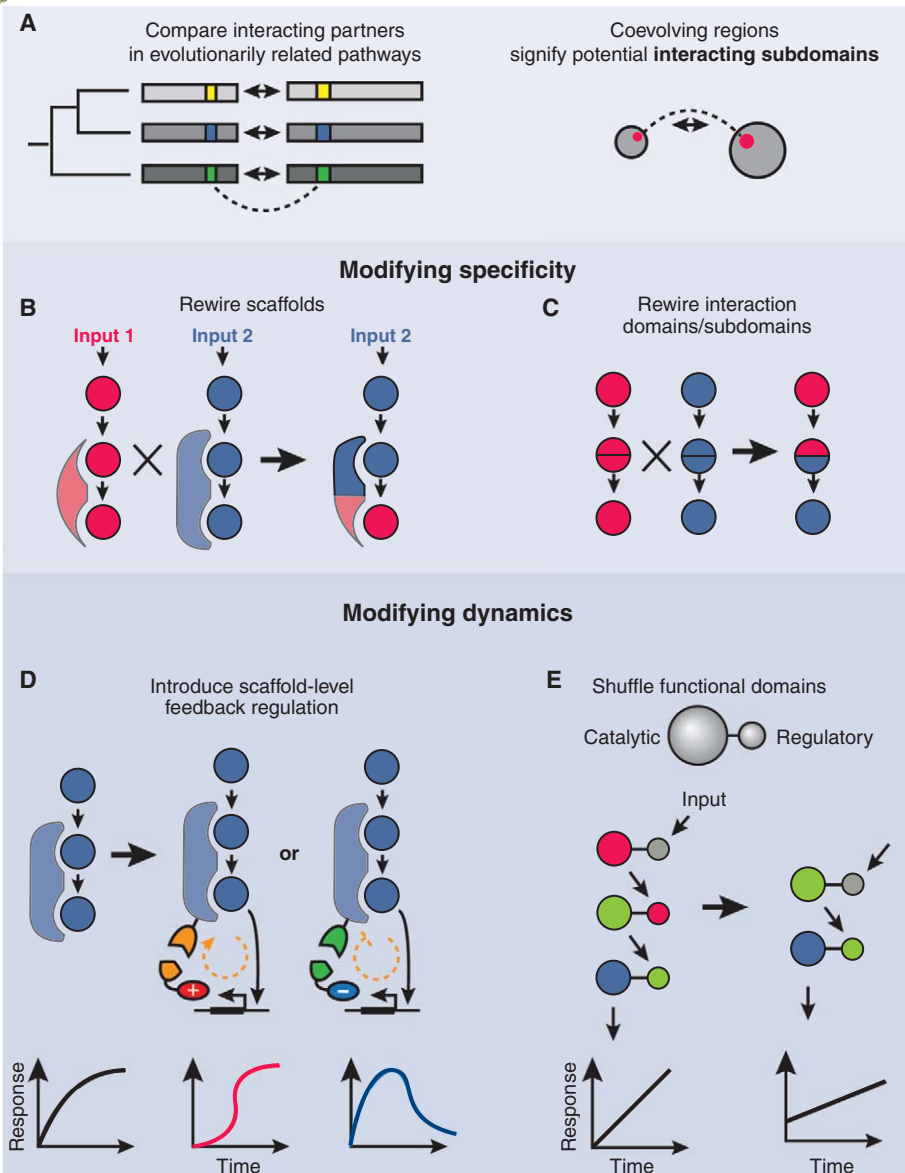 A
Compare interacting partners
in evolutionarily related pathways
Coevolving regions
signify potential interacting subdomains
Modifying specificity
B
Rewire scaffolds
Input 1
Input 2
Input 2
C
Rewire interaction
domains/subdomains
Modifying dynamics
D
Introduce scaffold-level
feedback regulation
or
+
−
Response
Time
E
Shuffle functional domains
Catalytic
Regulatory
Input
Response
Time